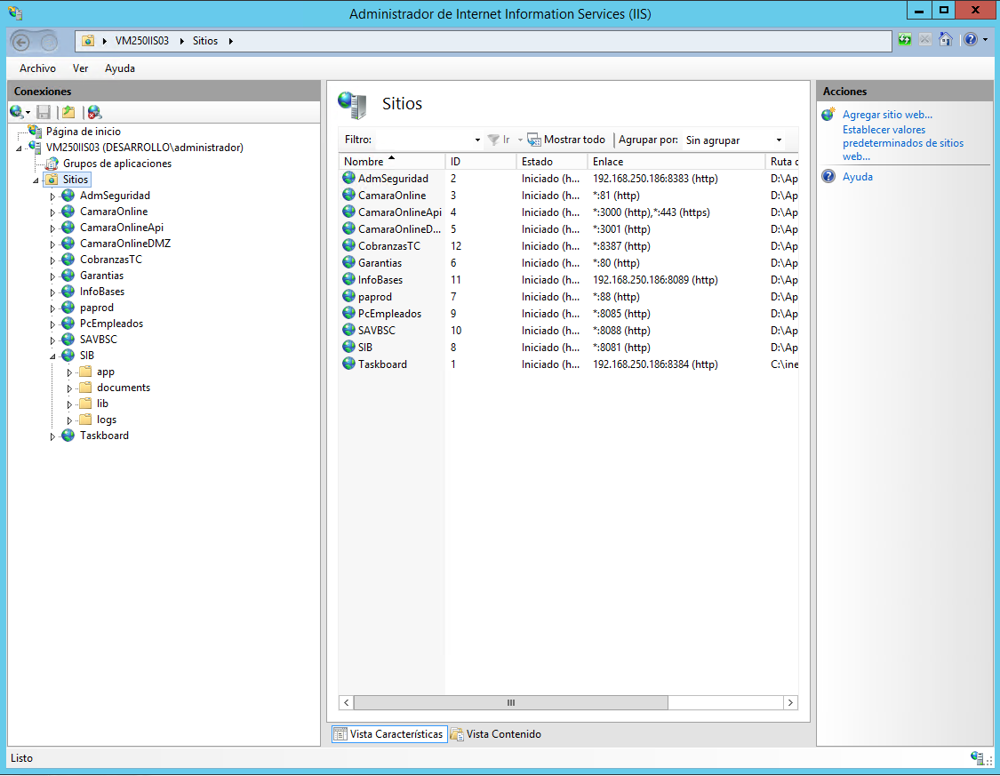 Administrador de Internet Information Services (IIS)
VM250IIS03 Sitios
Archivo Ver Ayuda
Conexiones
Página de inicio
VM250IIS03 (DESARROLLO\administrador)
Grupos de aplicaciones
Sitios
AdmSeguridad
CamaraOnline
CamaraOnlineApi
CamaraOnlineDMZ
CobranzasTC
Garantias
InfoBases
paprod
PcEmpleados
SAVBSC
SIB
app
documents
lib
logs
Taskboard
Sitios
Filtro: Ir Mostrar todo Agrupar por: Sin agrupar
Nombre ID Estado Enlace Ruta c
AdmSeguridad 2 Iniciado (h... 192.168.250.186:8383 (http) D:\Ap
CamaraOnline 3 Iniciado (h... *:81 (http) D:\Ap
CamaraOnlineApi 4 Iniciado (h... *:3000 (http),*:443 (https) D:\Ap
CamaraOnlineD... 5 Iniciado (h... *:3001 (http) D:\Ap
CobranzasTC 12 Iniciado (h... *:8387 (http) D:\Ap
Garantias 6 Iniciado (h... *:80 (http) D:\Ap
InfoBases 11 Iniciado (h... 192.168.250.186:8089 (http) D:\Ap
paprod 7 Iniciado (h... *:88 (http) D:\Ap
PcEmpleados 9 Iniciado (h... *:8085 (http) D:\Ap
SAVBSC 10 Iniciado (h... *:8088 (http) D:\Ap
SIB 8 Iniciado (h... *:8081 (http) D:\Ap
Taskboard 1 Iniciado (h... 192.168.250.186:8384 (http) C:\ine
Vista Características Vista Contenido
Acciones
Agregar sitio web...
Establecer valores
predeterminados de sitios
web...
Ayuda
Listo